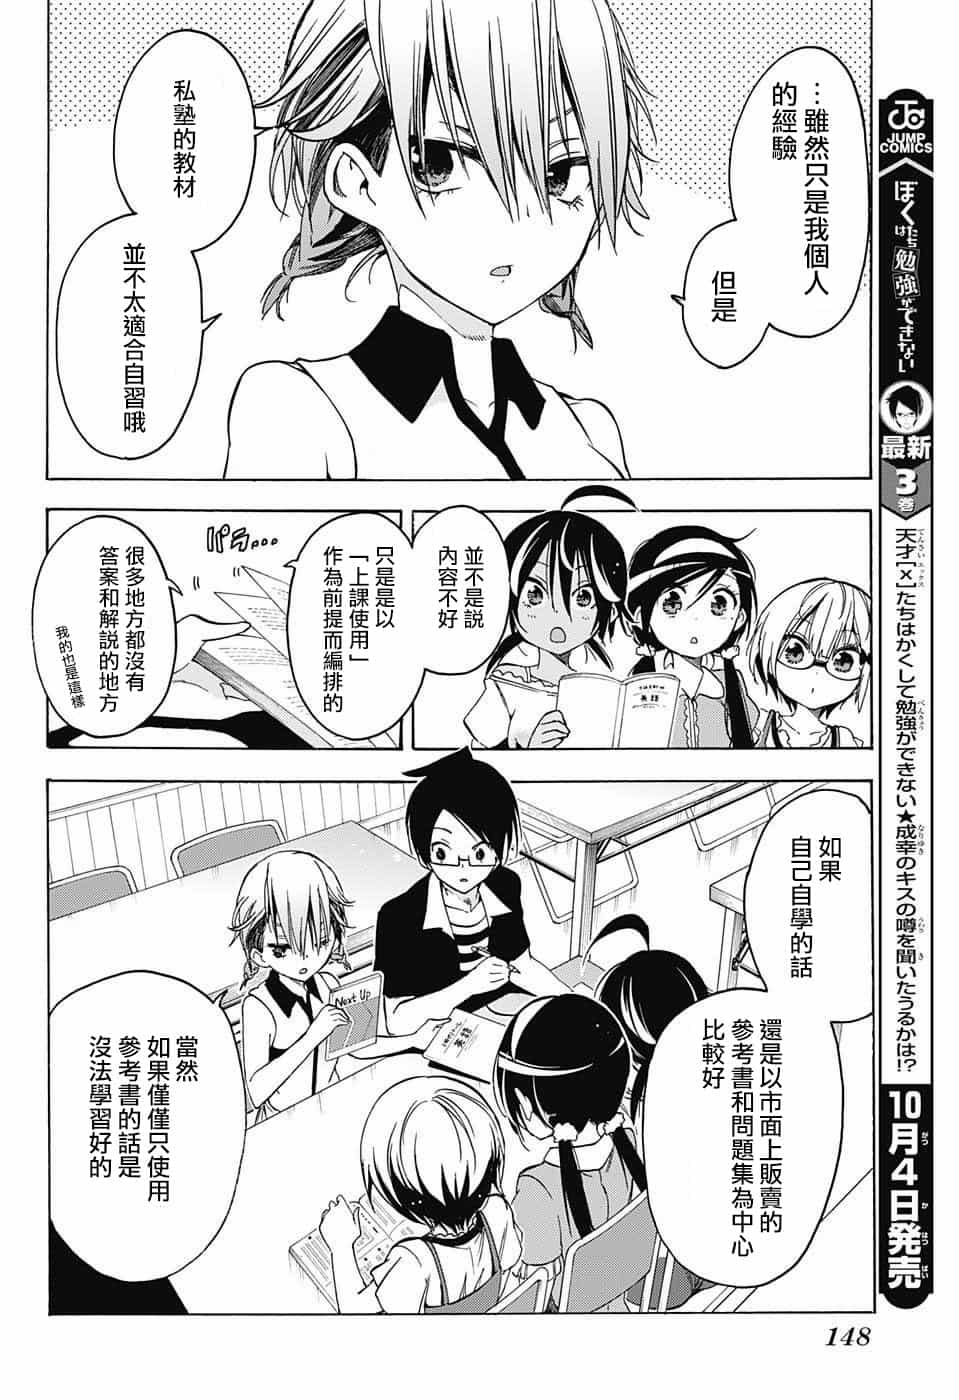 …雖然只是我個人
的經驗
但是
私塾的教材
並不太適合自習哦
並不是說
內容不好
只是是以
「上課使用」
作為前提而編排的
パラ…
很多地方都沒有
答案和解說的地方
我的也是這樣
英語
如果
自己自學的話
還是以市面上販賣的
參考書和問題集為中心
比較好
Next Up
當然
如果僅僅只使用
參考書的話是
沒法學習好的
JUMP
COMICS
ぼくたちは勉強ができない
最新
3
巻
天才[x]たちはかくして勉強ができない★成幸のキスの噂を聞いたうるかは!?
10月4日発売
148